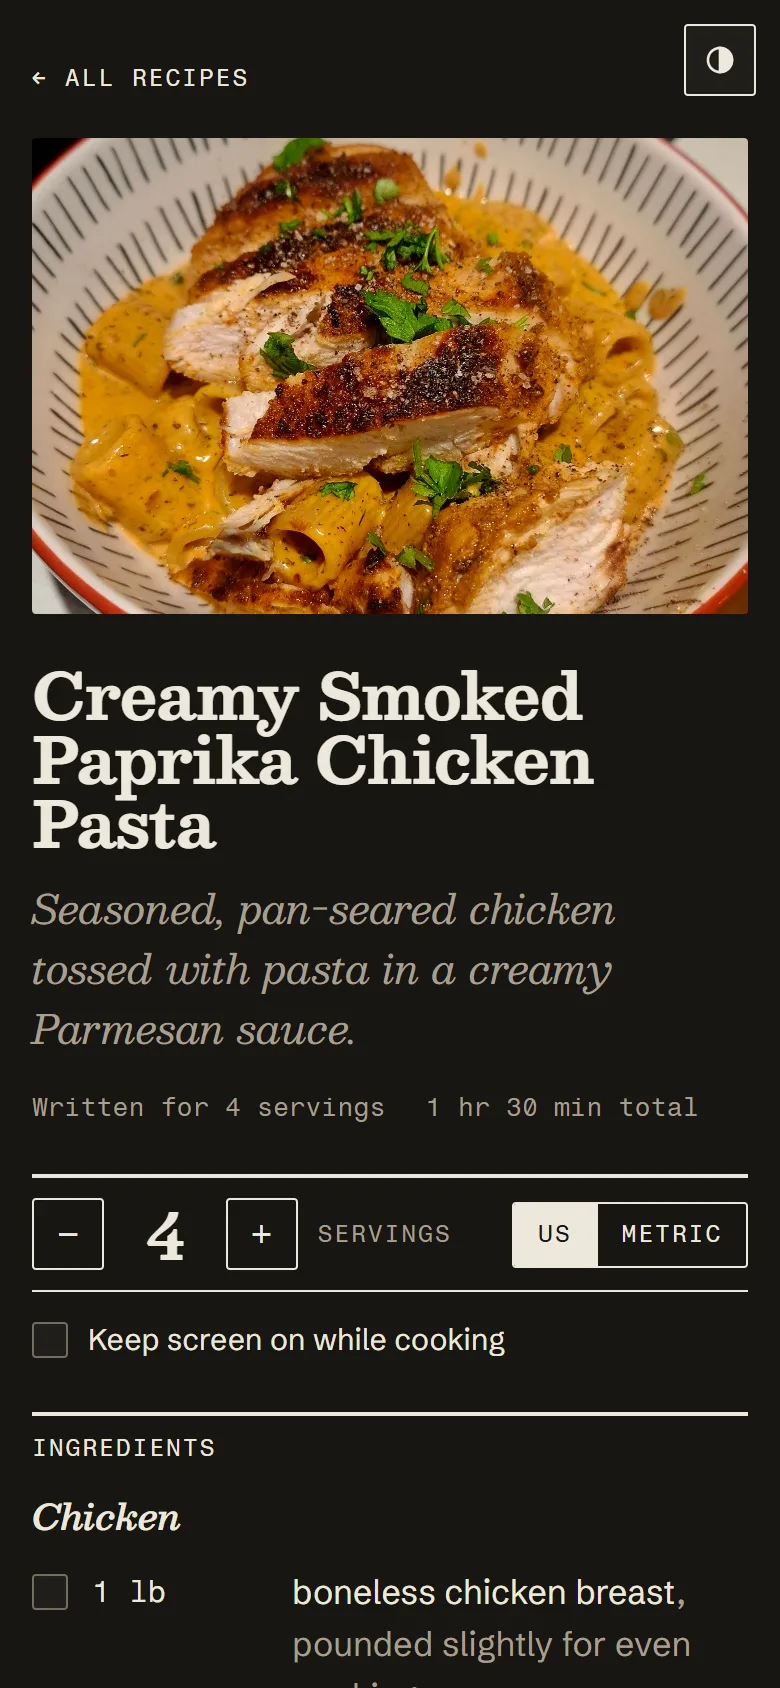 ← ALL RECIPES
Creamy Smoked
Paprika Chicken
Pasta
Seasoned, pan-seared chicken
tossed with pasta in a creamy
Parmesan sauce.
Written for 4 servings 1 hr 30 min total
− 4 + SERVINGS US METRIC
Keep screen on while cooking
INGREDIENTS
Chicken
1 lb boneless chicken breast,
pounded slightly for even